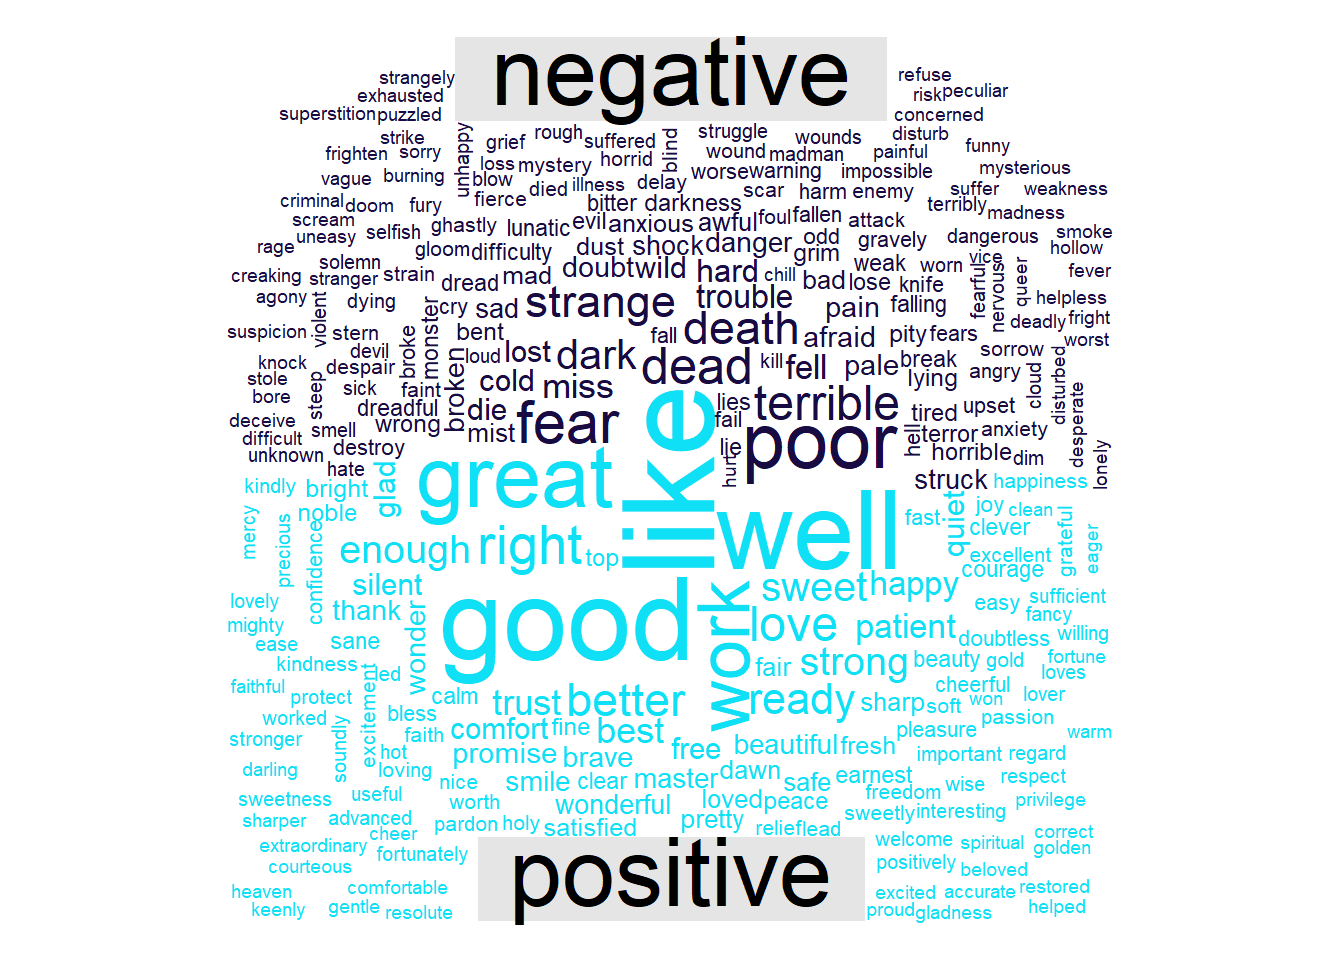 negative
strangely
refuse
exhausted
risk
peculiar
superstition
puzzled
concerned
strike
unhappy
grief
rough
suffered
blind
struggle
wounds
disturb
funny
frighten
sorry
loss
mystery
horrid
wound
madman
painful
mysterious
vague
burning
blow
died
illness
delay
worse
warning
impossible
criminal
doom
fury
fierce
bitter
darkness
scar
harm
enemy
suffer
weakness
scream
selfish
ghastly
lunatic
evil
anxious
awful
foul
fallen
attack
terribly
madness
rage
uneasy
gloom
difficulty
dust
shock
danger
odd
grim
gravely
dangerous
smoke
hollow
solemn
creaking
stranger
strain
dread
mad
doubt
wild
hard
chill
bad
lose
weak
worn
knife
vice
fearful
nervous
queer
fever
agony
violent
dying
monster
cry
sad
strange
trouble
pain
falling
helpless
suspicion
stern
broke
bent
fall
death
afraid
pity
fears
deadly
fright
knock
devil
despair
loud
lost
dark
dead
kill
fell
pale
break
sorrow
worst
stole
bore
steep
sick
faint
broken
cold
miss
lying
angry
cloud
disturbed
deceive
dreadful
die
fear
lies
fail
terrible
tired
upset
desperate
difficult
smell
wrong
mist
lie
poor
hell
terror
anxiety
unknown
destroy
hurt
horrible
dim
lonely
hate
struck
like
great
glad
kindly
bright
happiness
mercy
noble
well
fast
quiet
joy
clean
precious
confidence
enough
right
top
clever
grateful
eager
excellent
silent
sweet
happy
courage
lovely
thank
wonder
good
work
love
patient
easy
sufficient
fancy
mighty
ease
sane
doubtless
willing
kindness
led
fair
strong
beauty
gold
fortune
loves
faithful
protect
excitement
calm
trust
better
ready
sharp
soft
cheerful
won
lover
worked
bless
faith
comfort
fine
best
pleasure
passion
warm
stronger
soundly
hot
promise
brave
free
beautiful
fresh
important
regard
darling
loving
nice
smile
clear
master
dawn
safe
earnest
freedom
wise
respect
sweetness
useful
worth
wonderful
loved
peace
sweetly
interesting
privilege
sharper
advanced
cheer
pardon
holy
satisfied
pretty
relief
lead
welcome
spiritual
correct
golden
extraordinary
fortunately
positively
courteous
beloved
heaven
comfortable
excited
accurate
restored
keenly
gentle
resolute
proud
gladness
helped
positive